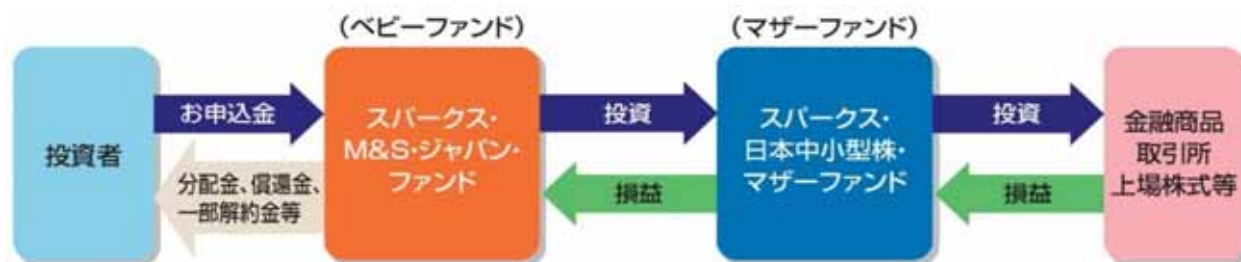 (ベビーファンド)
(マザーファンド)
投資者
お申込金
分配金、償還金、
一部解約金等
スパークス・
M&S・ジャパン・
ファンド
投資
損益
スパークス・
日本中小型株・
マザーファンド
投資
損益
金融商品
取引所
上場株式等